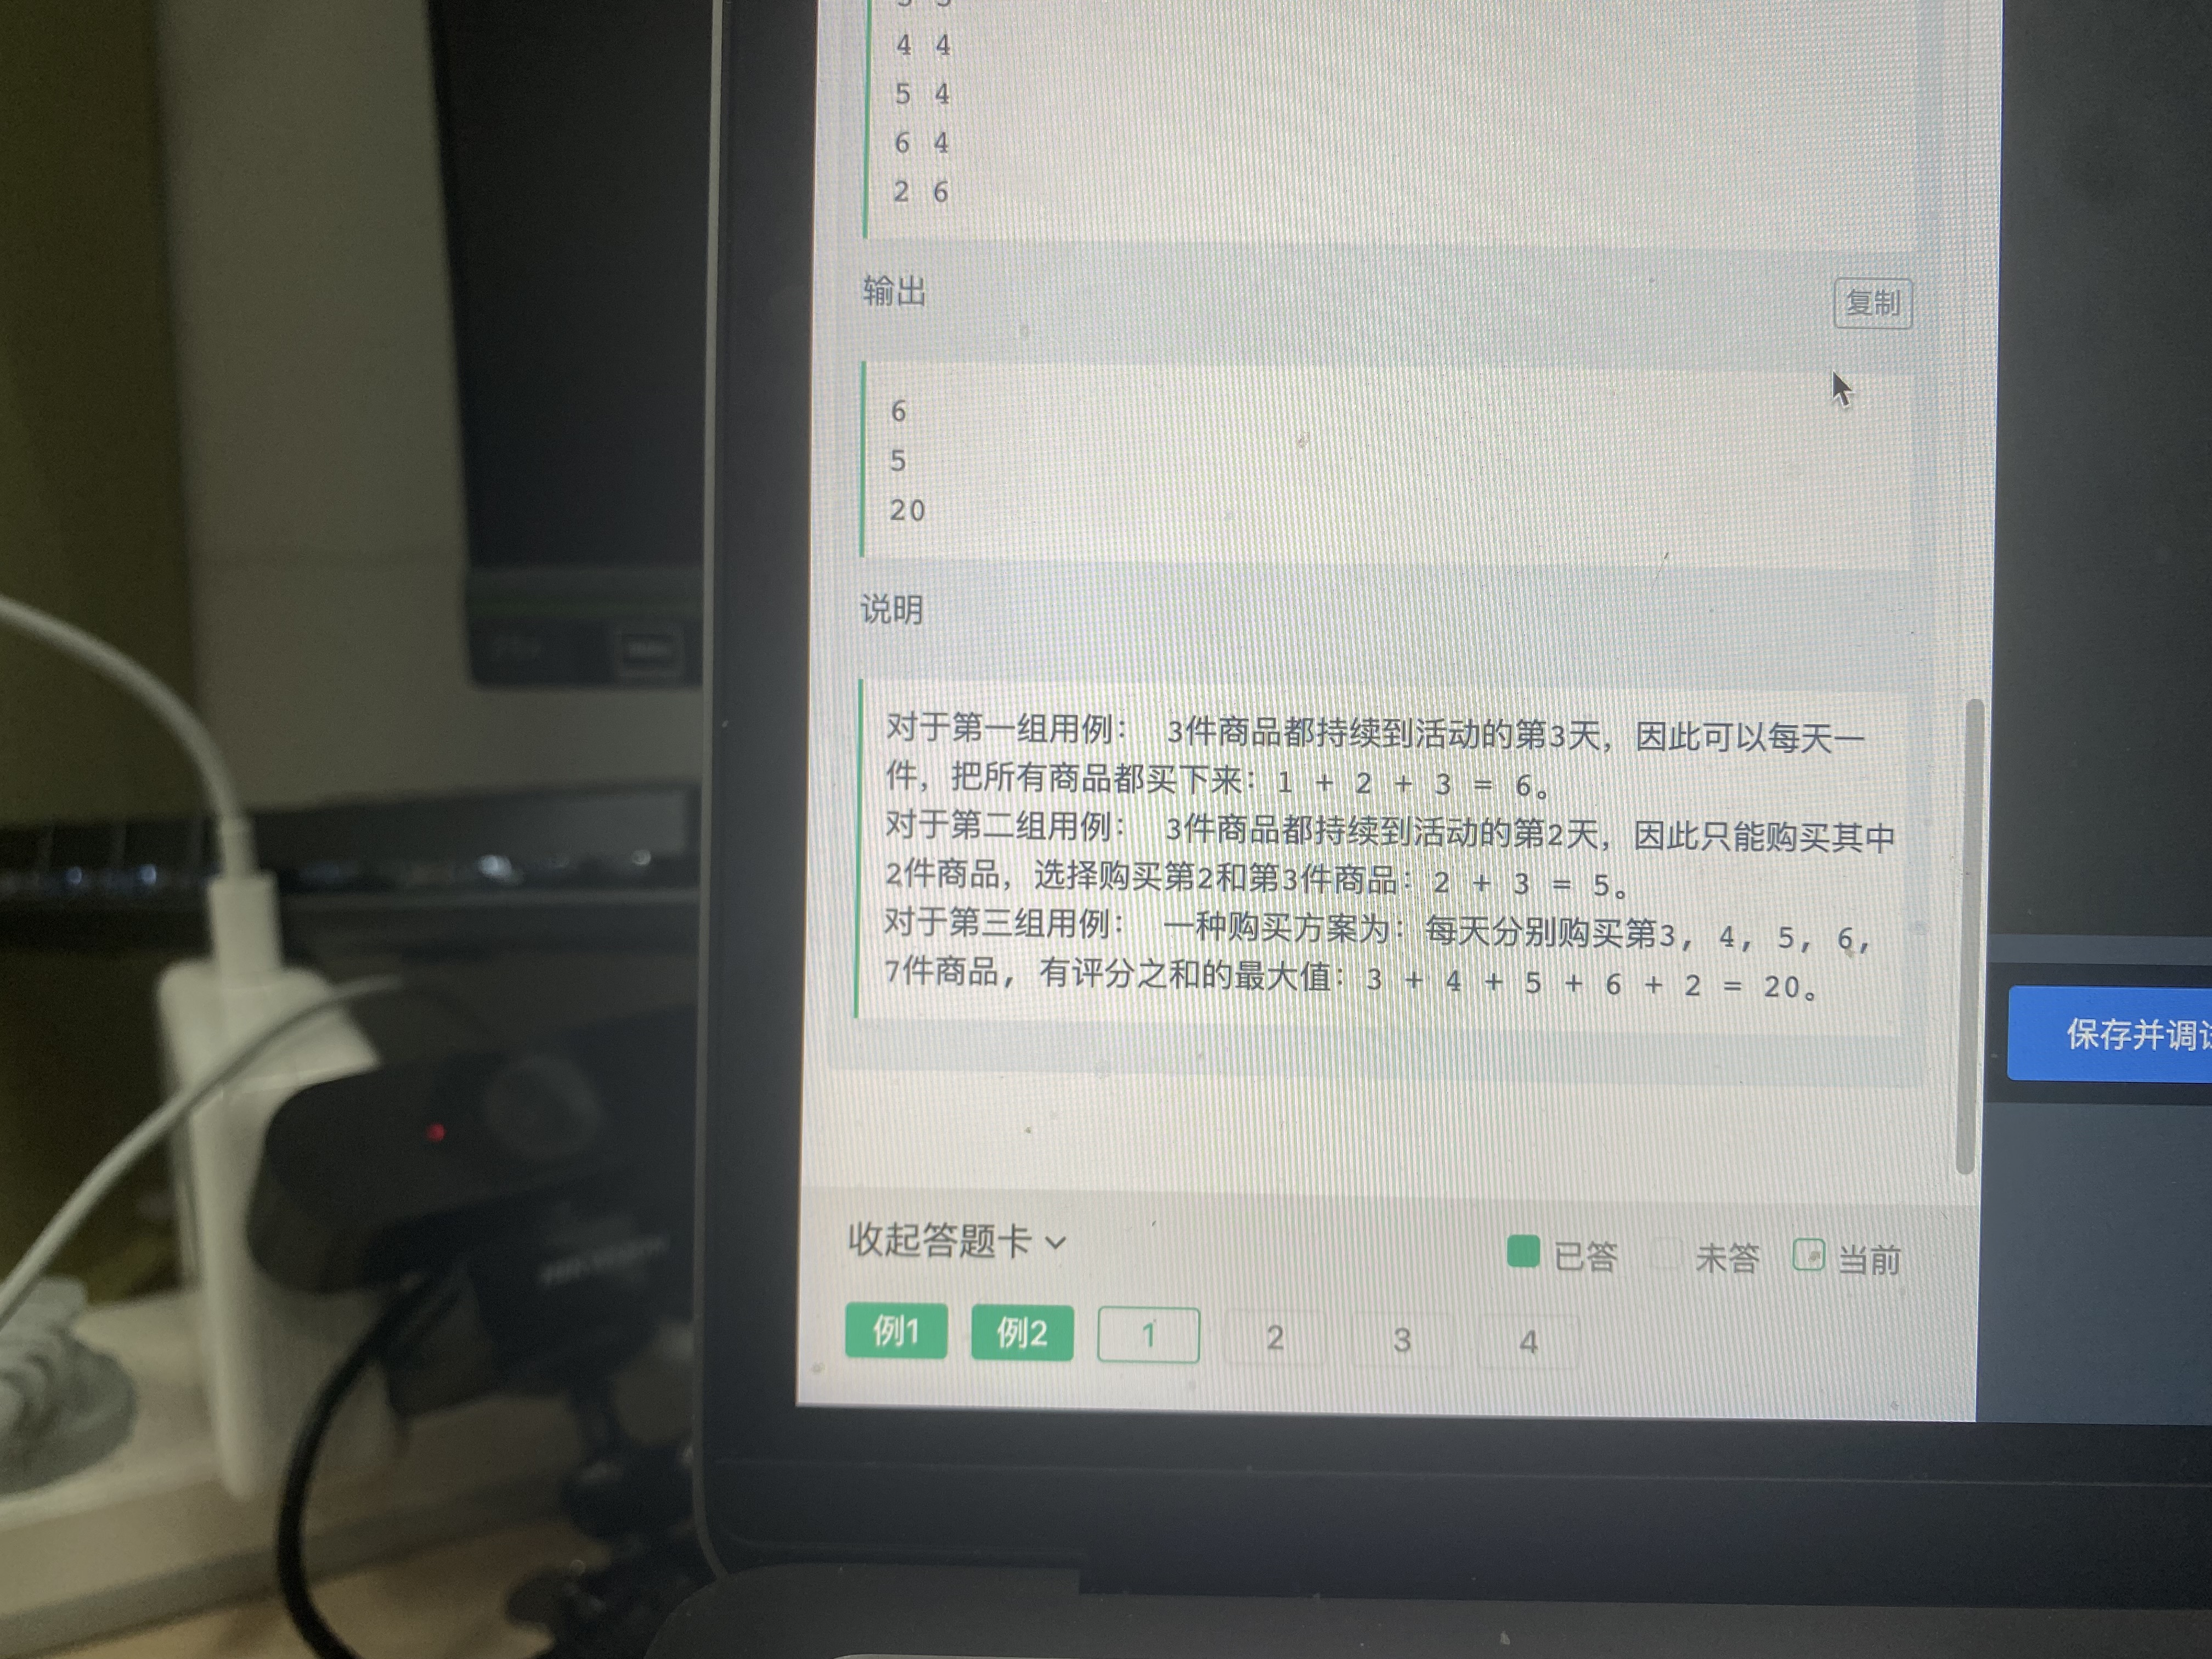 4 4
5 4
6 4
2 6
输出
复制
6
5
20
说明
对于第一组用例： 3件商品都持续到活动的第3天，因此可以每天一
件，把所有商品都买下来：1 + 2 + 3 = 6。
对于第二组用例： 3件商品都持续到活动的第2天，因此只能购买其中
2件商品，选择购买第2和第3件商品：2 + 3 = 5。
对于第三组用例： 一种购买方案为：每天分别购买第3, 4, 5, 6,
7件商品, 有评分之和的最大值：3 + 4 + 5 + 6 + 2 = 20。
保存并调试
收起答题卡
已答 未答 当前
例1 例2 1 2 3 4